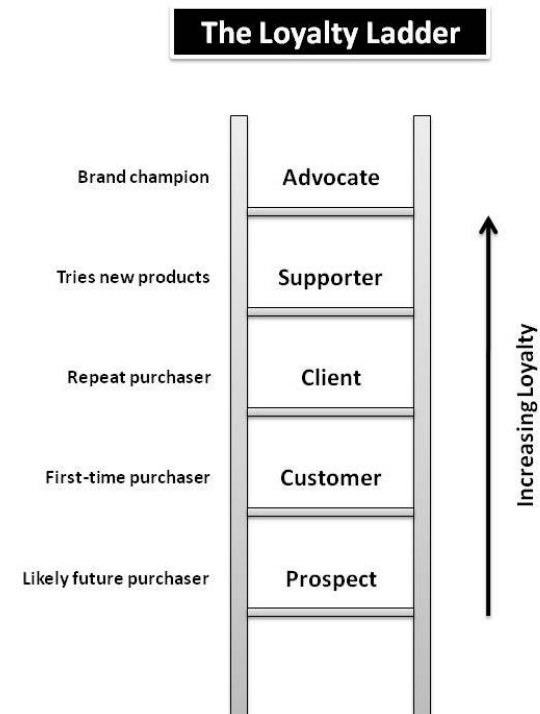 The Loyalty Ladder
Brand champion
Advocate
Tries new products
Supporter
Repeat purchaser
Client
First-time purchaser
Customer
Likely future purchaser
Prospect
Increasing Loyalty